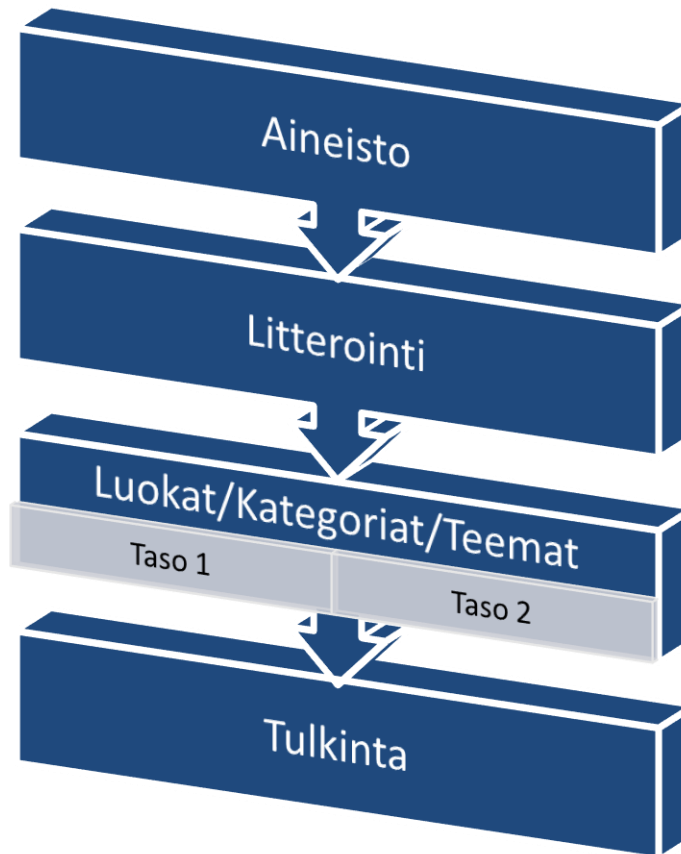 Aineisto
Litterointi
Luokat/Kategoriat/Teemat
Taso 1
Taso 2
Tulkinta